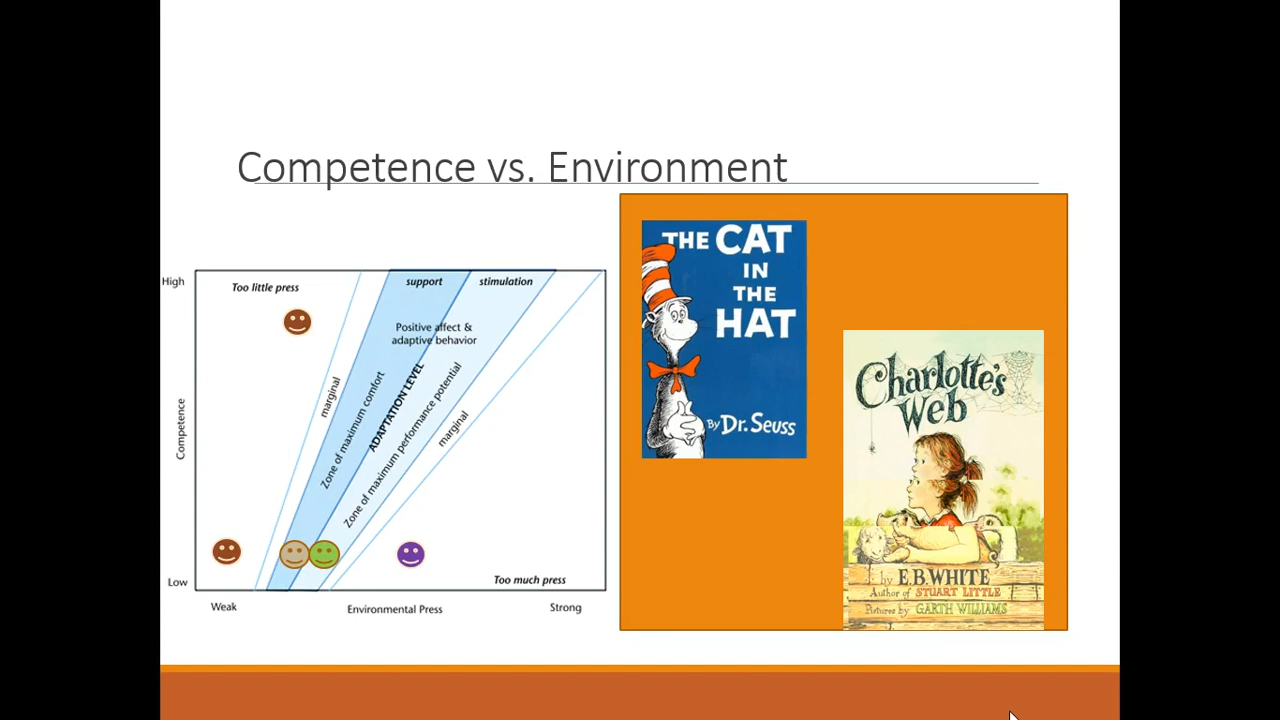 Competence vs. Environment
High
Too little press
support
stimulation
Positive affect &
adaptive behavior
marginal
Zone of maximum comfort
ADAPTATION LEVEL
Zone of maximum performance potential
marginal
Competence
Low
Too much press
Weak
Environmental Press
Strong
THE CAT
IN
THE
HAT
By Dr. Seuss
Charlotte's
Web
by E.B. WHITE
Author of STUART LITTLE
Pictures by GARTH WILLIAMS